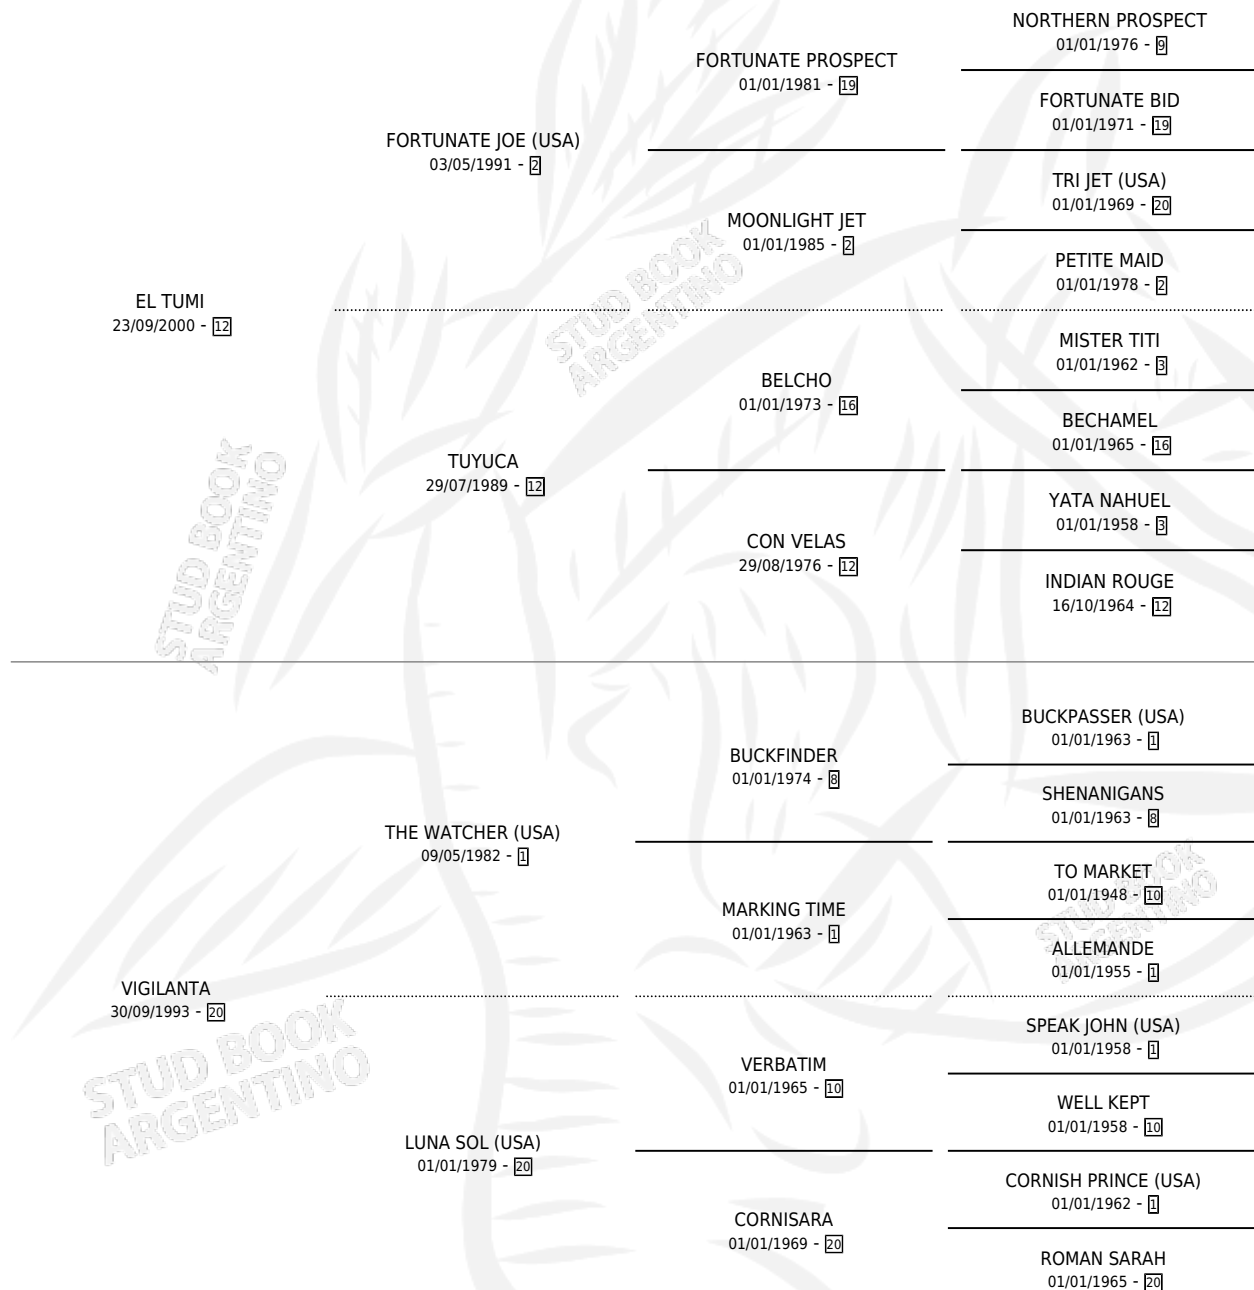 NORTHERN PROSPECT
01/01/1976 - 9
FORTUNATE PROSPECT
01/01/1981 - 19
FORTUNATE BID
01/01/1971 - 19
FORTUNATE JOE (USA)
03/05/1991 - 2
TRI JET (USA)
01/01/1969 - 20
MOONLIGHT JET
01/01/1985 - 2
PETITE MAID
01/01/1978 - 2
EL TUMI
23/09/2000 - 12
MISTER TITI
01/01/1962 - 3
BELCHO
01/01/1973 - 16
BECHAMEL
01/01/1965 - 16
TUYUCA
29/07/1989 - 12
YATA NAHUEL
01/01/1958 - 3
CON VELAS
29/08/1976 - 12
INDIAN ROUGE
16/10/1964 - 12
BUCKPASSER (USA)
01/01/1963 - 1
BUCKFINDER
01/01/1974 - 8
SHENANIGANS
01/01/1963 - 8
THE WATCHER (USA)
09/05/1982 - 1
TO MARKET
01/01/1948 - 10
MARKING TIME
01/01/1963 - 1
ALLEMANDE
01/01/1955 - 1
VIGILANTA
30/09/1993 - 20
SPEAK JOHN (USA)
01/01/1958 - 1
VERBATIM
01/01/1965 - 10
WELL KEPT
01/01/1958 - 10
LUNA SOL (USA)
01/01/1979 - 20
CORNISH PRINCE (USA)
01/01/1962 - 1
CORNISARA
01/01/1969 - 20
ROMAN SARAH
01/01/1965 - 20
STUD BOOK
ARGENTINO
STUD BOOK
ARGENTINO
STUD BOOK
ARGENTINO
STUD BOOK
ARGENTINO